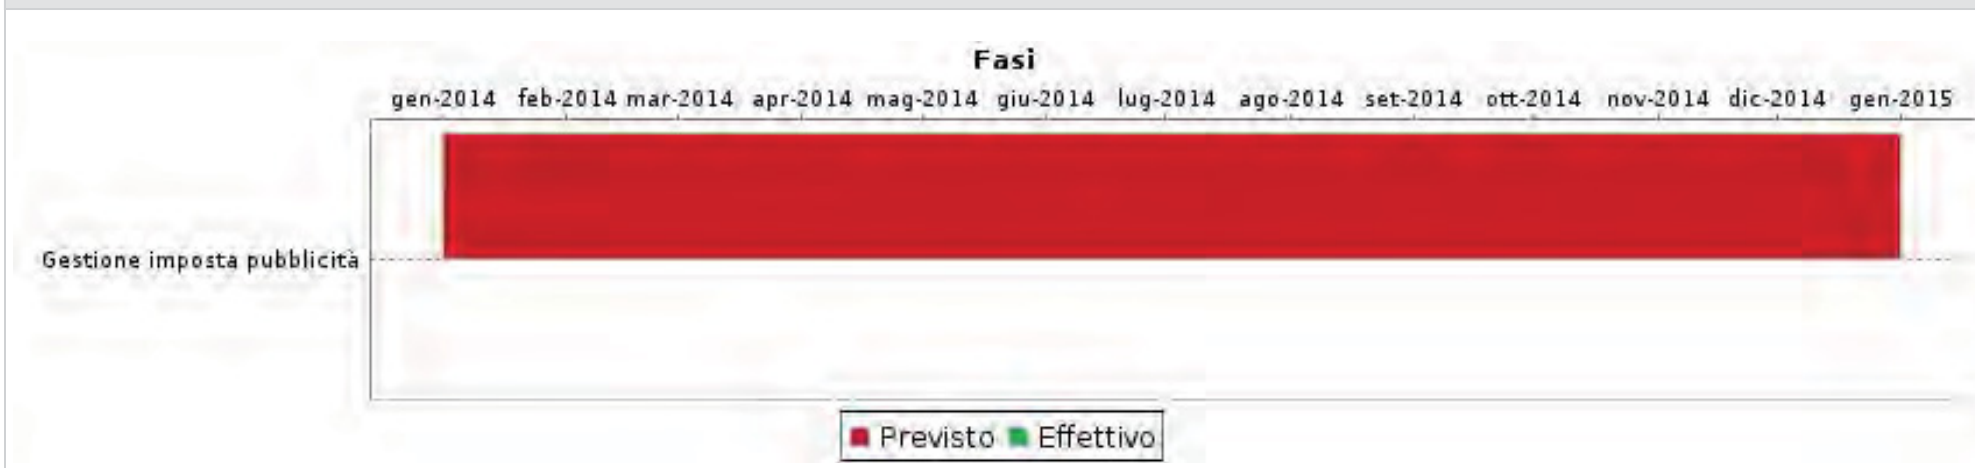 Fasi
gen-2014 feb-2014 mar-2014 apr-2014 mag-2014 giu-2014 lug-2014 ago-2014 set-2014 ott-2014 nov-2014 dic-2014 gen-2015
Gestione imposta pubblicità
Previsto Effettivo